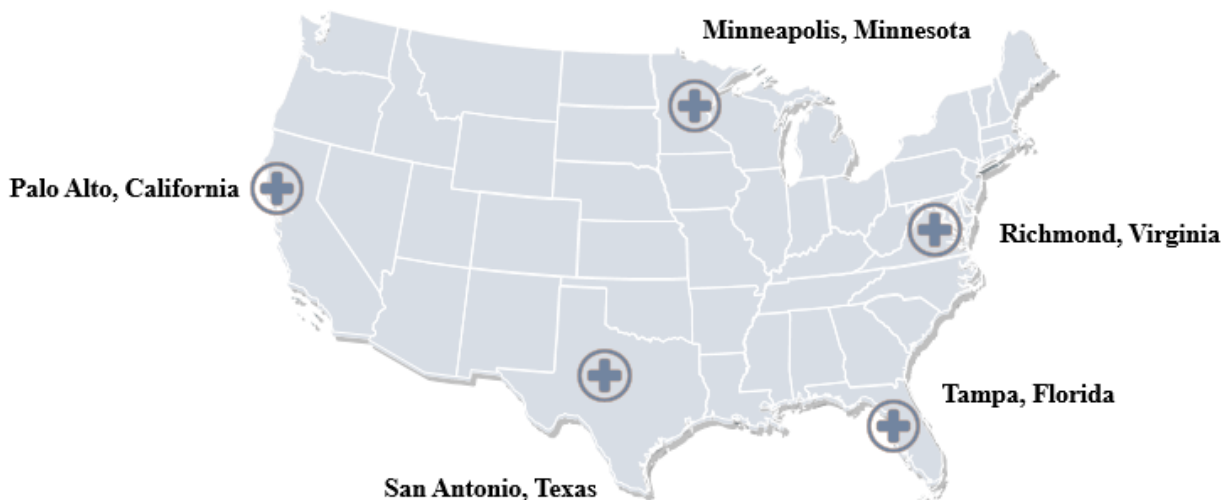 Minneapolis, Minnesota
Palo Alto, California
Richmond, Virginia
Tampa, Florida
San Antonio, Texas